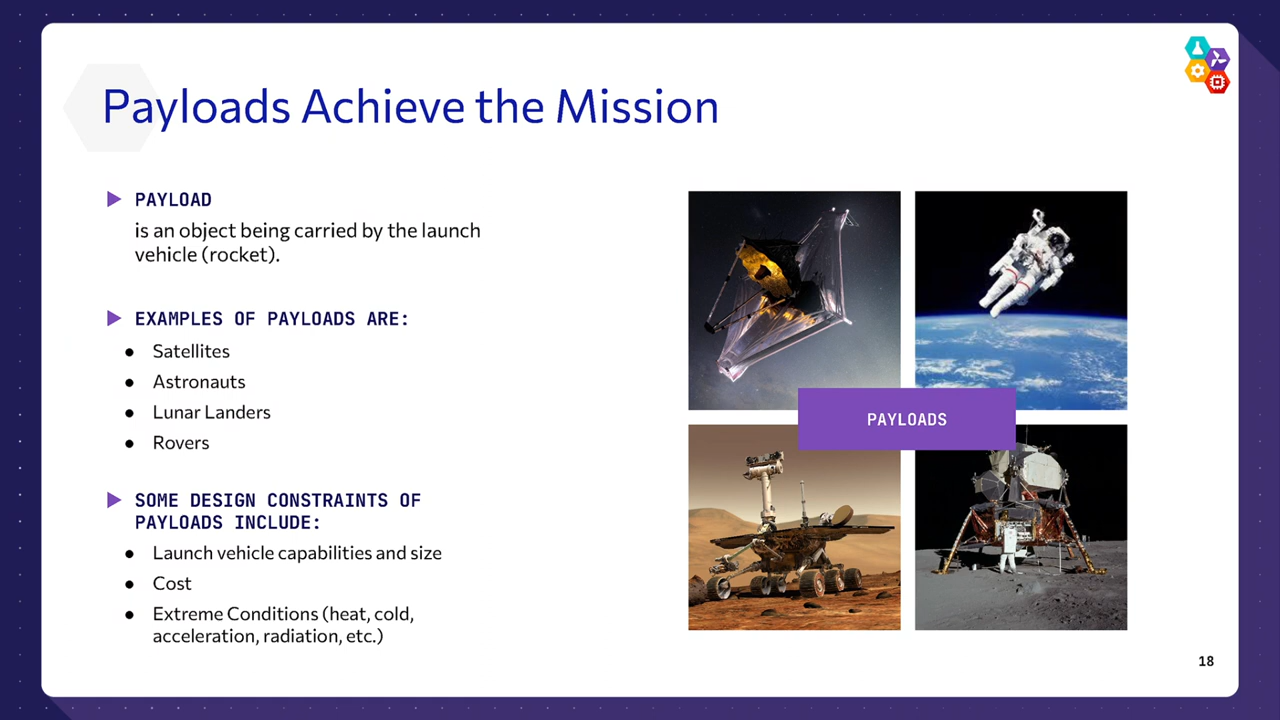 Payloads Achieve the Mission
PAYLOAD
is an object being carried by the launch
vehicle (rocket).
EXAMPLES OF PAYLOADS ARE:
● Satellites
● Astronauts
● Lunar Landers
● Rovers
SOME DESIGN CONSTRAINTS OF
PAYLOADS INCLUDE:
● Launch vehicle capabilities and size
● Cost
● Extreme Conditions (heat, cold,
acceleration, radiation, etc.)
PAYLOADS
18